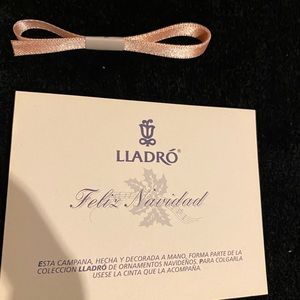 LLADRÓ®
Feliz Navidad
ESTA CAMPANA, HECHA Y DECORADA A MANO, FORMA PARTE DE LA
COLECCION LLADRÓ DE ORNAMENTOS NAVIDEÑOS. PARA COLGARLA
USESE LA CINTA QUE LA ACOMPAÑA.